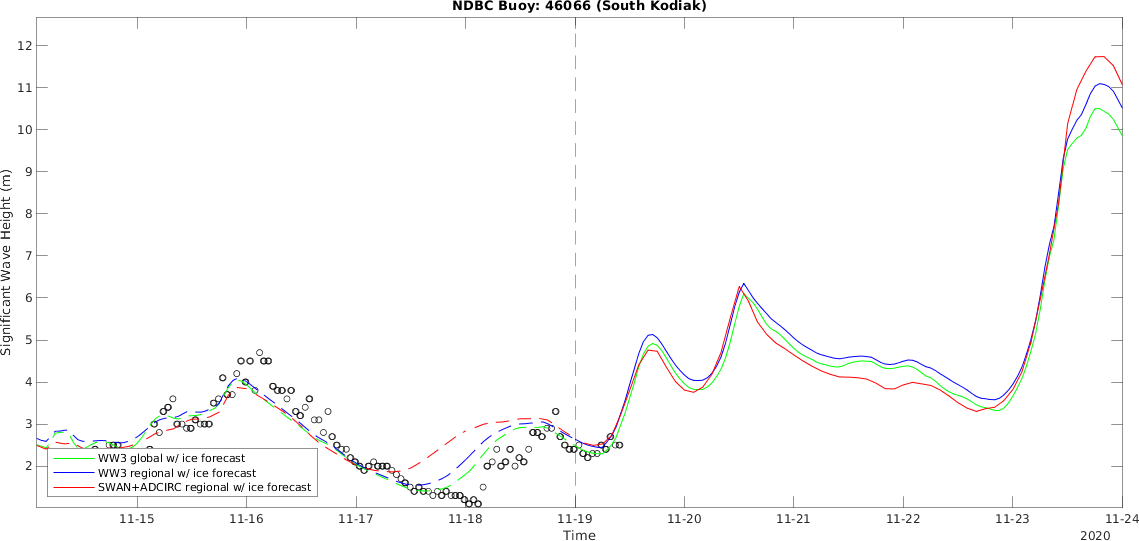 NDBC Buoy: 46066 (South Kodiak)
Significant Wave Height (m)
12
11
10
9
8
7
6
5
4
3
2
WW3 global w/ ice forecast
WW3 regional w/ ice forecast
SWAN+ADCIRC regional w/ ice forecast
11-15 11-16 11-17 11-18 11-19 11-20 11-21 11-22 11-23 11-24
Time
2020